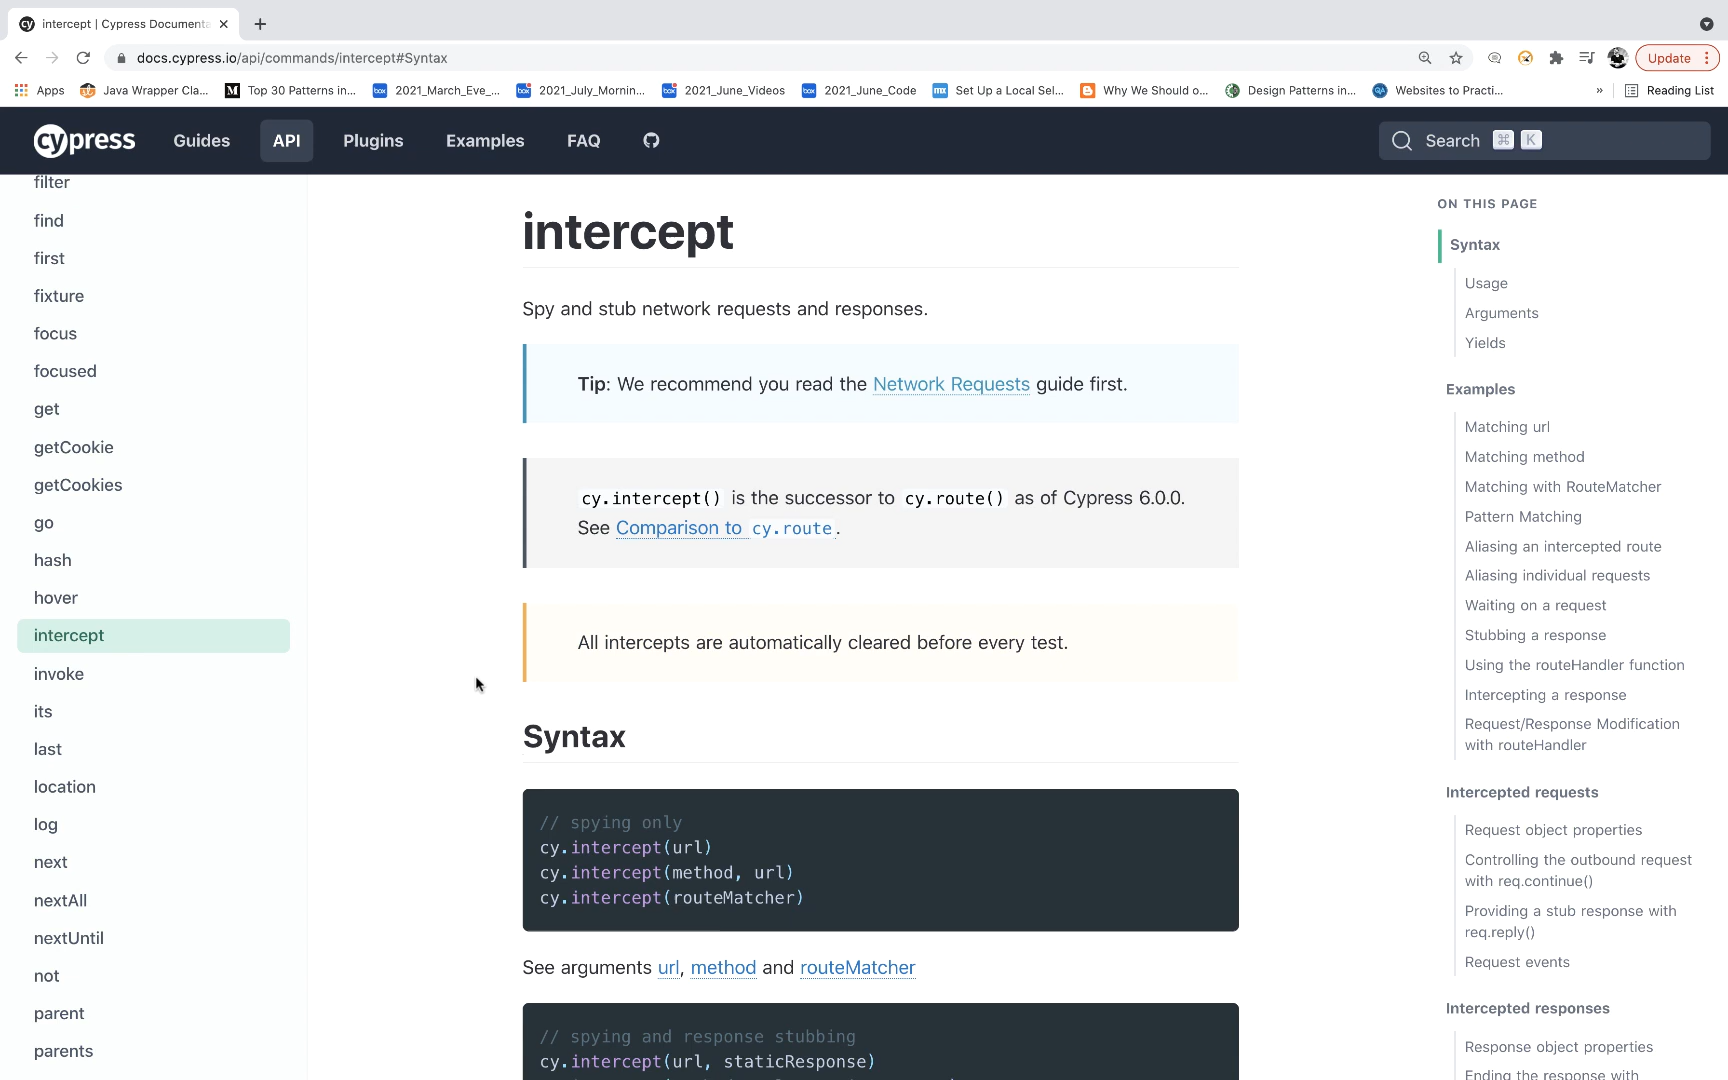 intercept | Cypress Documenta
docs.cypress.io/api/commands/intercept#Syntax
Update
Apps
Java Wrapper Cla...
Top 30 Patterns in...
2021_March_Eve_...
2021_July_Mornin...
2021_June_Videos
2021_June_Code
Set Up a Local Sel...
Why We Should o...
Design Patterns in...
Websites to Practi...
»
Reading List
cypress
Guides
API
Plugins
Examples
FAQ
Search ⌘ K
filter
find
first
fixture
focus
focused
get
getCookie
getCookies
go
hash
hover
intercept
invoke
its
last
location
log
next
nextAll
nextUntil
not
parent
parents
intercept
Spy and stub network requests and responses.
Tip: We recommend you read the Network Requests guide first.
cy.intercept() is the successor to cy.route() as of Cypress 6.0.0.
See Comparison to cy.route.
All intercepts are automatically cleared before every test.
Syntax
// spying only
cy.intercept(url)
cy.intercept(method, url)
cy.intercept(routeMatcher)
See arguments url, method and routeMatcher
// spying and response stubbing
cy.intercept(url, staticResponse)
ON THIS PAGE
Syntax
Usage
Arguments
Yields
Examples
Matching url
Matching method
Matching with RouteMatcher
Pattern Matching
Aliasing an intercepted route
Aliasing individual requests
Waiting on a request
Stubbing a response
Using the routeHandler function
Intercepting a response
Request/Response Modification
with routeHandler
Intercepted requests
Request object properties
Controlling the outbound request
with req.continue()
Providing a stub response with
req.reply()
Request events
Intercepted responses
Response object properties
Ending the response with